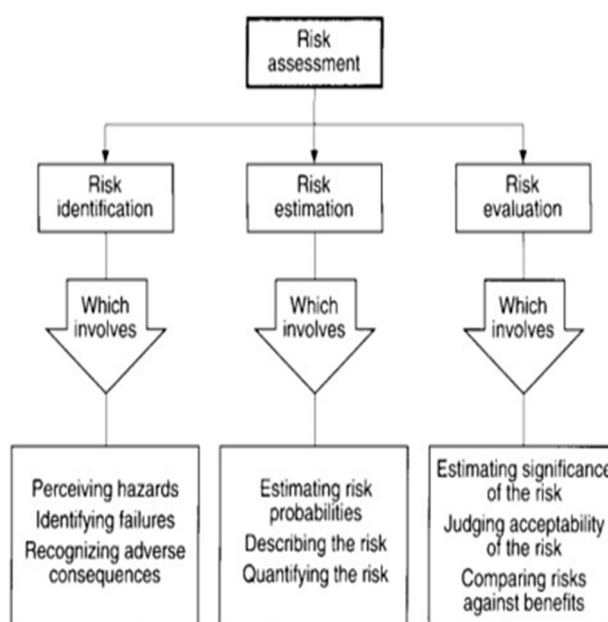 Risk
assessment
Risk
identification
Risk
estimation
Risk
evaluation
Which
involves
Which
involves
Which
involves
Perceiving hazards
Identifying failures
Recognizing adverse
consequences
Estimating risk
probabilities
Describing the risk
Quantifying the risk
Estimating significance
of the risk
Judging acceptability
of the risk
Comparing risks
against benefits